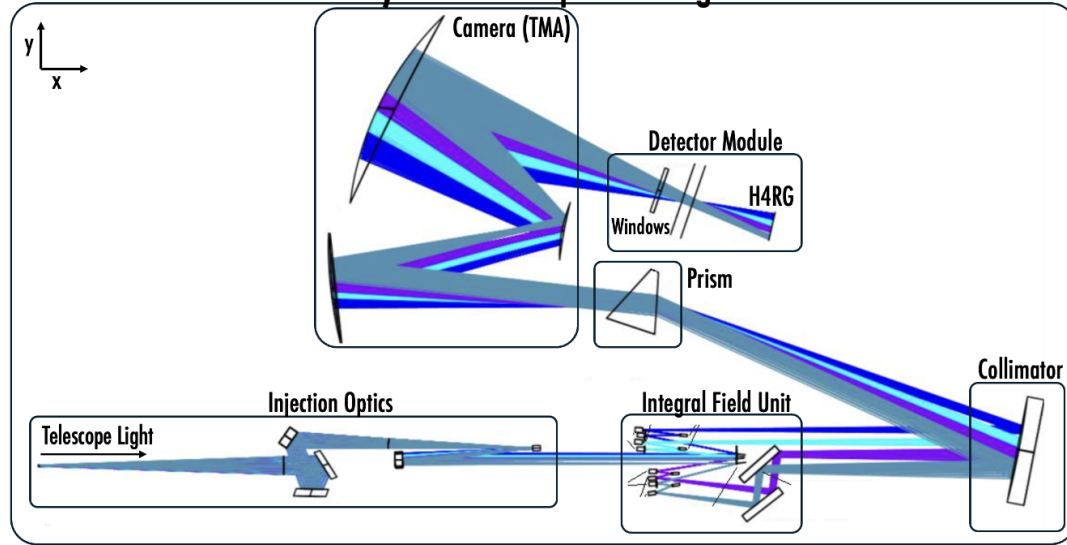 Camera (TMA)
y
x
Detector Module
H4RG
Windows
Prism
Collimator
Injection Optics
Integral Field Unit
Telescope Light